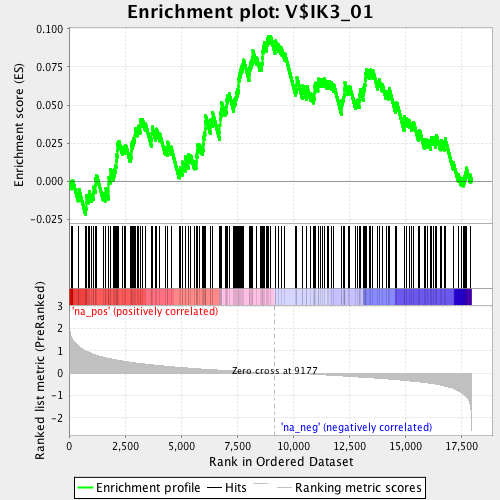 Enrichment plot: V$IK3_01
Enrichment score (ES)
0.100
0.075
0.050
0.025
0.000
-0.025
'na_pos' (positively correlated)
Ranked list metric (PreRanked)
3
2
1
0
-1
-2
Zero cross at 9177
'na_neg' (negatively correlated)
0
2,500
5,000
7,500
10,000
12,500
15,000
17,500
Rank in Ordered Dataset
Enrichment profile
Hits
Ranking metric scores